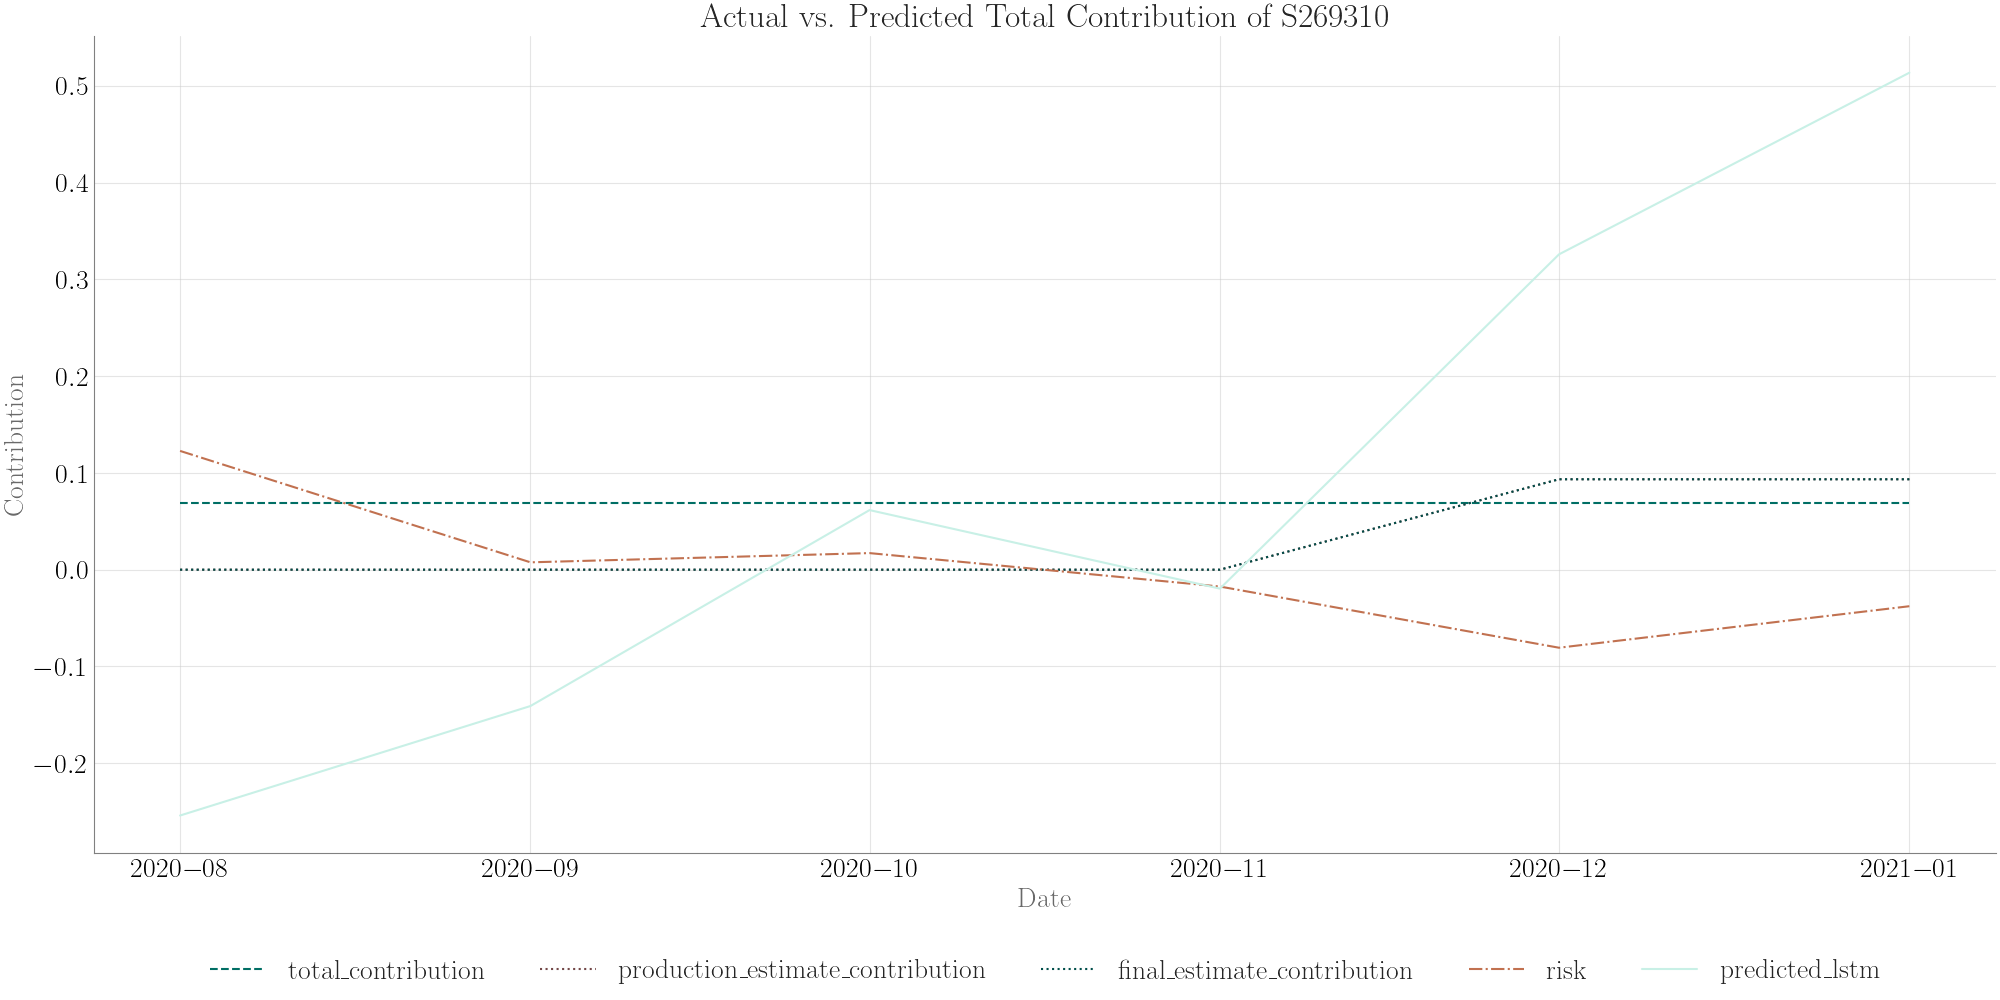 Actual vs. Predicted Total Contribution of S269310
Contribution
0.5
0.4
0.3
0.2
0.1
0.0
−0.1
−0.2
2020−08 2020−09 2020−10 2020−11 2020−12 2021−01
Date
total_contribution production_estimate_contribution final_estimate_contribution risk predicted_lstm